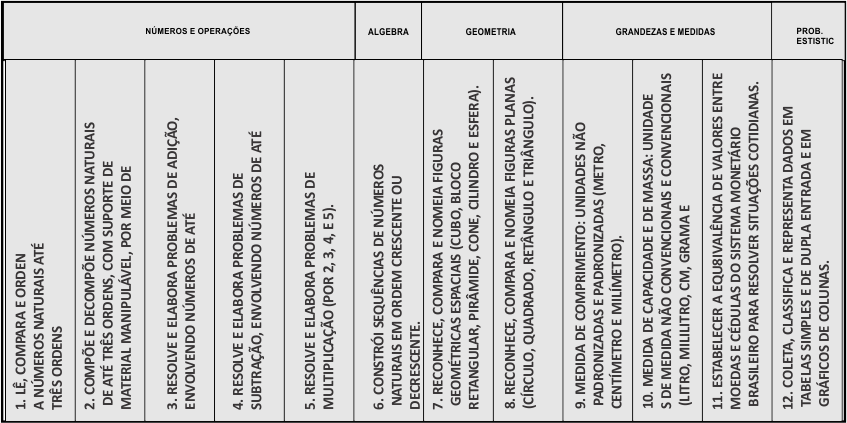 NÚMEROS E OPERAÇÕES
ALGEBRA
GEOMETRIA
GRANDEZAS E MEDIDAS
PROB.
ESTISTIC
1. LÊ, COMPARA E ORDEN
A NÚMEROS NATURAIS ATÉ
TRÊS ORDENS
2. COMPÕE E DECOMPÕE NÚMEROS NATURAIS
DE ATÉ TRÊS ORDENS, COM SUPORTE DE
MATERIAL MANIPULÁVEL, POR MEIO DE
3. RESOLVE E ELABORA PROBLEMAS DE ADIÇÃO,
ENVOLVENDO NÚMEROS DE ATÉ
4. RESOLVE E ELABORA PROBLEMAS DE
SUBTRAÇÃO, ENVOLVENDO NÚMEROS DE ATÉ
5. RESOLVE E ELABORA PROBLEMAS DE
MULTIPLICAÇÃO (POR 2, 3, 4, E 5).
6. CONSTRÓI SEQUÊNCIAS DE NÚMEROS
NATURAIS EM ORDEM CRESCENTE OU
DECRESCENTE.
7. RECONHECE, COMPARA E NOMEIA FIGURAS
GEOMÉTRICAS ESPACIAIS (CUBO, BLOCO
RETANGULAR, PIRÂMIDE, CONE, CILINDRO E ESFERA).
8. RECONHECE, COMPARA E NOMEIA FIGURAS PLANAS
(CÍRCULO, QUADRADO, RETÂNGULO E TRIÂNGULO).
9. MEDIDA DE COMPRIMENTO: UNIDADES NÃO
PADRONIZADAS E PADRONIZADAS (METRO,
CENTÍMETRO E MILÍMETRO).
10. MEDIDA DE CAPACIDADE E DE MASSA: UNIDADE
S DE MEDIDA NÃO CONVENCIONAIS E CONVENCIONAIS
(LITRO, MILILITRO, CM, GRAMA E
11. ESTABELECER A EQUB8IVALÊNCIA DE VALORES ENTRE
MOEDAS E CÉDULAS DO SISTEMA MONETÁRIO
BRASILEIRO PARA RESOLVER SITUAÇÕES COTIDIANAS.
12. COLETA, CLASSIFICA E REPRESENTA DADOS EM
TABELAS SIMPLES E DE DUPLA ENTRADA E EM
GRÁFICOS DE COLUNAS.